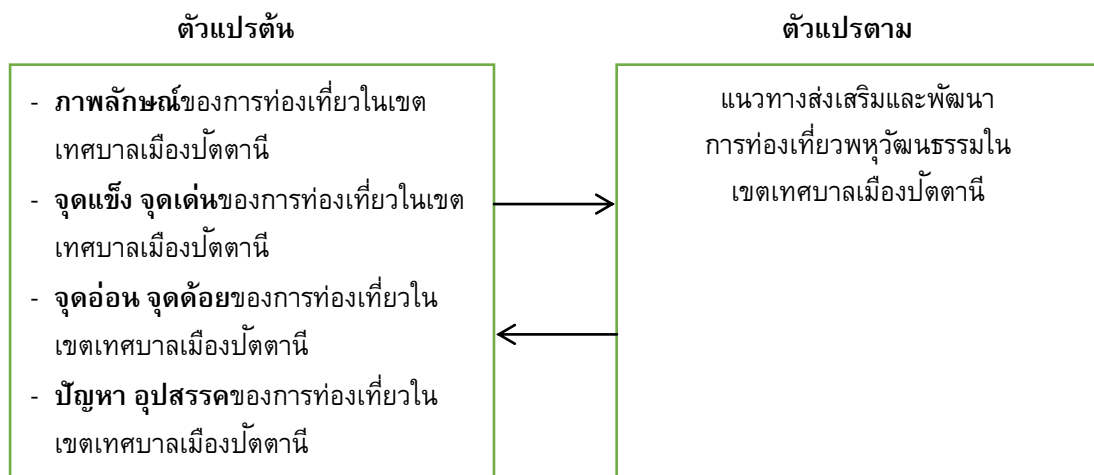 ตัวแปรต้น
- ภาพลักษณ์ของการท่องเที่ยวในเขต
เทศบาลเมืองปัตตานี
- จุดแข็ง จุดเด่นของการท่องเที่ยวในเขต
เทศบาลเมืองปัตตานี
- จุดอ่อน จุดด้อยของการท่องเที่ยวใน
เขตเทศบาลเมืองปัตตานี
- ปัญหา อุปสรรคของการท่องเที่ยวใน
เขตเทศบาลเมืองปัตตานี
ตัวแปรตาม
แนวทางส่งเสริมและพัฒนา
การท่องเที่ยวพหุวัฒนธรรมใน
เขตเทศบาลเมืองปัตตานี